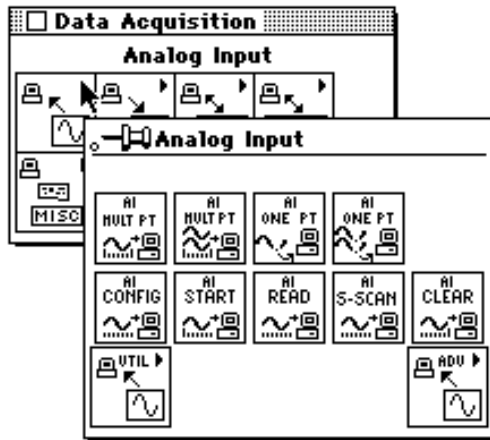 Data Acquisition
Analog Input
MISC
Analog Input
AI MULT PT
AI MULT PT
AI ONE PT
AI ONE PT
AI CONFIG
AI START
AI READ
AI S-SCAN
AI CLEAR
UTIL
ADV